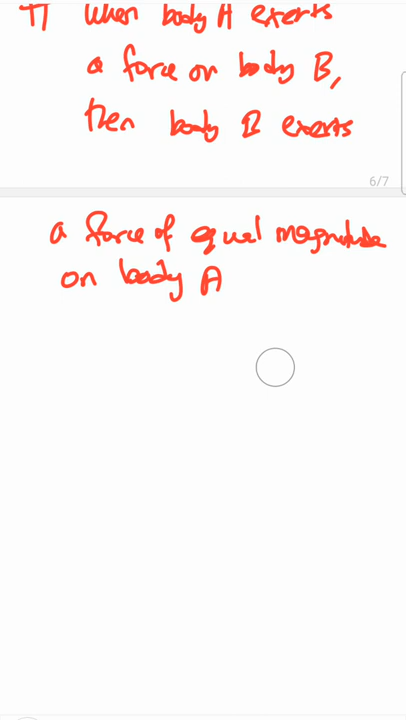 when body A exerts
a force on body B,
then body B exerts
6/7
a force of equal magnitude
on body A